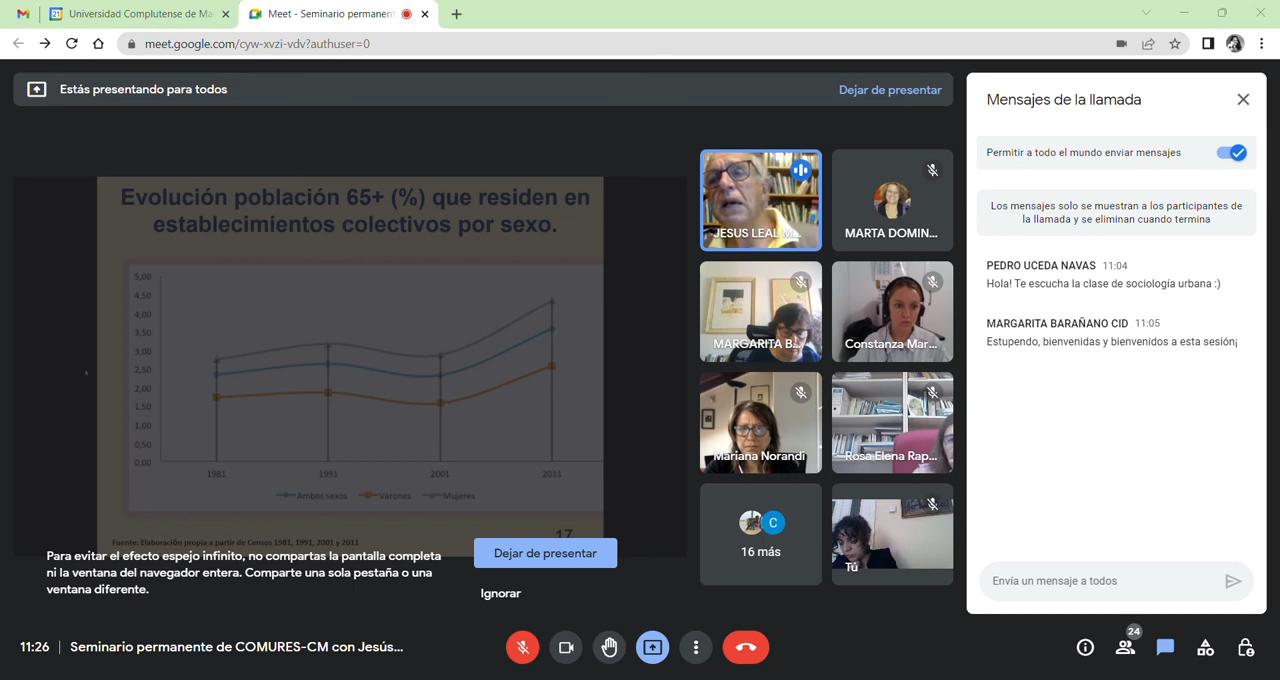 Universidad Complutense de Ma
Meet - Seminario permanen
meet.google.com/cyw-xvzi-vdv?authuser=0
Estás presentando para todos
Dejar de presentar
Evolución población 65+ (%) que residen en
establecimientos colectivos por sexo.
5,00
4,50
4,00
3,50
3,00
2,50
2,00
1,50
1,00
0,50
0,00
1981
1991
2001
2011
Ambos sexos
Varones
Mujeres
17
Fuente: Elaboración propia a partir de Censos 1981, 1991, 2001 y 2011
Para evitar el efecto espejo infinito, no compartas la pantalla completa
ni la ventana del navegador entera. Comparte una sola pestaña o una
ventana diferente.
Dejar de presentar
Ignorar
JESUS LEAL M...
MARTA DOMIN...
MARGARITA B...
Constanza Mar...
Mariana Norandi
Rosa Elena Rap...
C
16 más
Tú
Mensajes de la llamada
Permitir a todo el mundo enviar mensajes
Los mensajes solo se muestran a los participantes de
la llamada y se eliminan cuando termina
PEDRO UCEDA NAVAS 11:04
Hola! Te escucha la clase de sociología urbana :)
MARGARITA BARAÑANO CID 11:05
Estupendo, bienvenidas y bienvenidos a esta sesión¡
Envía un mensaje a todos
11:26
Seminario permanente de COMURES-CM con Jesús...
24